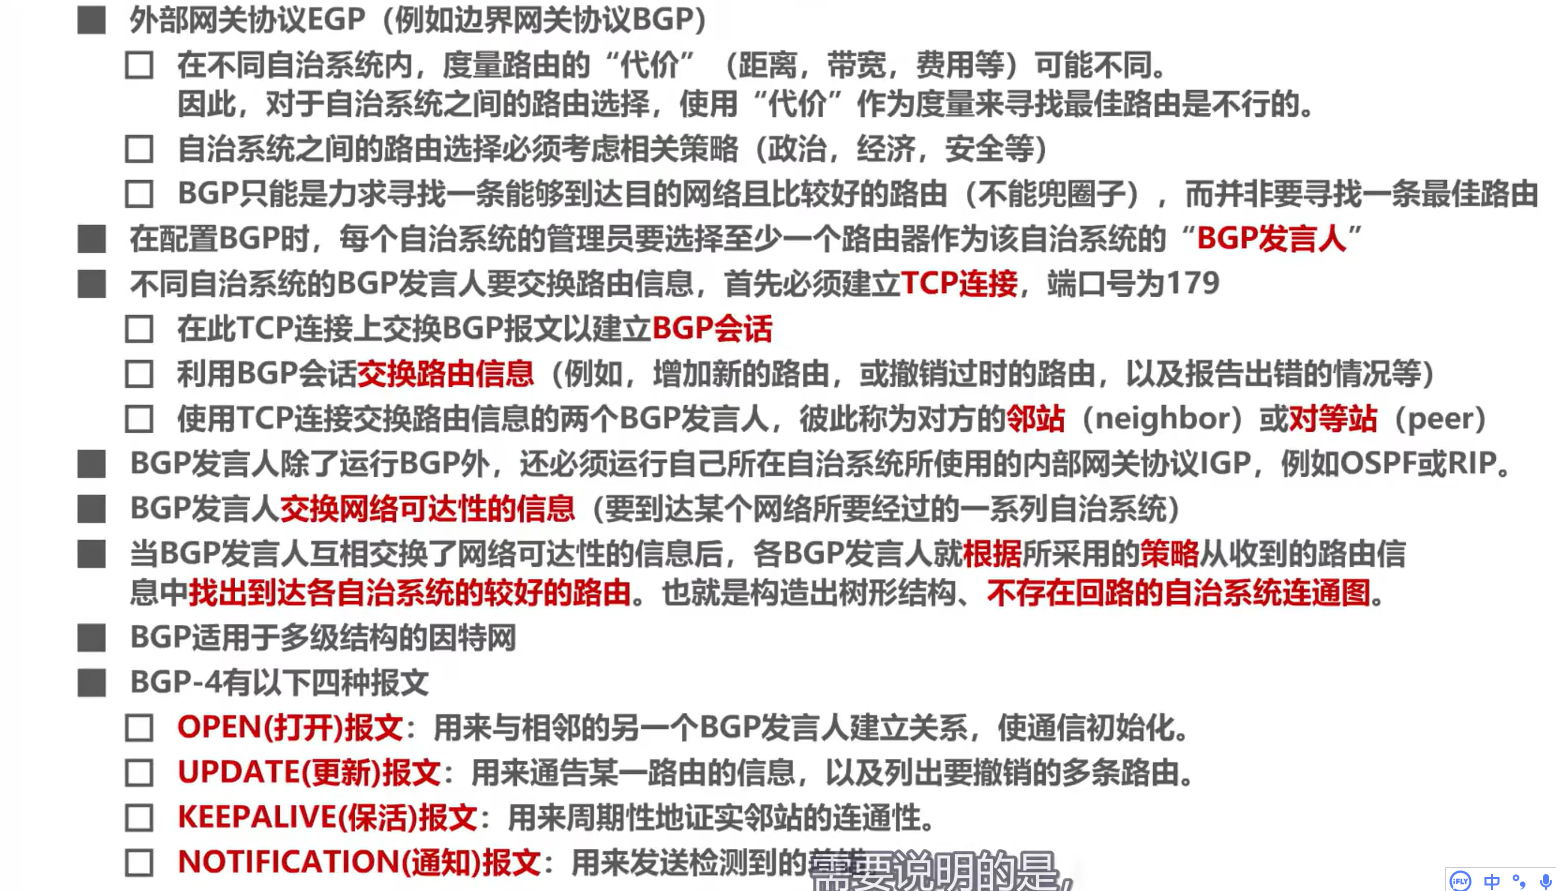 外部网关协议EGP（例如边界网关协议BGP）
在不同自治系统内，度量路由的“代价”（距离，带宽，费用等）可能不同。
因此，对于自治系统之间的路由选择，使用“代价”作为度量来寻找最佳路由是不行的。
自治系统之间的路由选择必须考虑相关策略（政治，经济，安全等）
BGP只能是力求寻找一条能够到达目的网络且比较好的路由（不能兜圈子），而并非要寻找一条最佳路由
在配置BGP时，每个自治系统的管理员要选择至少一个路由器作为该自治系统的“BGP发言人”
不同自治系统的BGP发言人要交换路由信息，首先必须建立TCP连接，端口号为179
在此TCP连接上交换BGP报文以建立BGP会话
利用BGP会话交换路由信息（例如，增加新的路由，或撤销过时的路由，以及报告出错的情况等）
使用TCP连接交换路由信息的两个BGP发言人，彼此称为对方的邻站（neighbor）或对等站（peer）
BGP发言人除了运行BGP外，还必须运行自己所在自治系统所使用的内部网关协议IGP，例如OSPF或RIP。
BGP发言人交换网络可达性的信息（要到达某个网络所要经过的一系列自治系统）
当BGP发言人互相交换了网络可达性的信息后，各BGP发言人就根据所采用的策略从收到的路由信
息中找出到达各自治系统的较好的路由。也就是构造出树形结构、不存在回路的自治系统连通图。
BGP适用于多级结构的因特网
BGP-4有以下四种报文
OPEN(打开)报文：用来与相邻的另一个BGP发言人建立关系，使通信初始化。
UPDATE(更新)报文：用来通告某一路由的信息，以及列出要撤销的多条路由。
KEEPALIVE(保活)报文：用来周期性地证实邻站的连通性。
NOTIFICATION(通知)报文：用来发送检测到的
需要说明的是，
iFLY 中